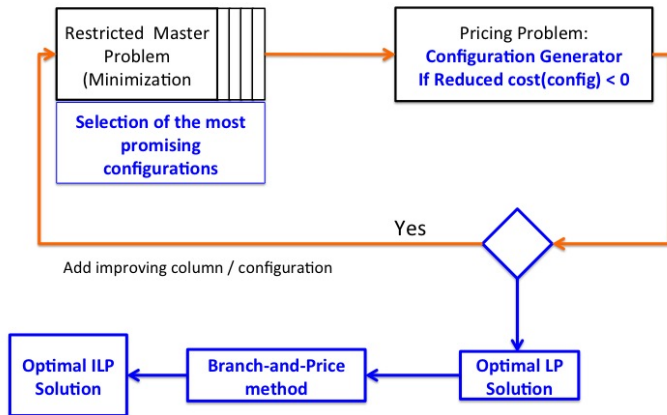 Restricted Master
Problem
(Minimization
Selection of the most
promising
configurations
Pricing Problem:
Configuration Generator
If Reduced cost(config) < 0
Yes
Add improving column / configuration
Optimal ILP
Solution
Branch-and-Price
method
Optimal LP
Solution